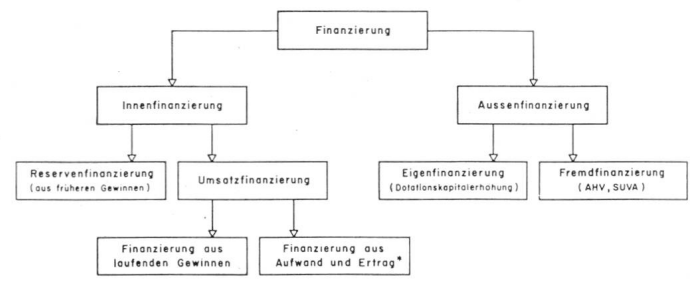 Finanzierung
Innenfinanzierung
Aussenfinanzierung
Reservenfinanzierung
(aus früheren Gewinnen)
Umsatzfinanzierung
Eigenfinanzierung
(Dotationskapitalerhöhung)
Fremdfinanzierung
(AHV, SUVA)
Finanzierung aus
laufenden Gewinnen
Finanzierung aus
Aufwand und Ertrag*